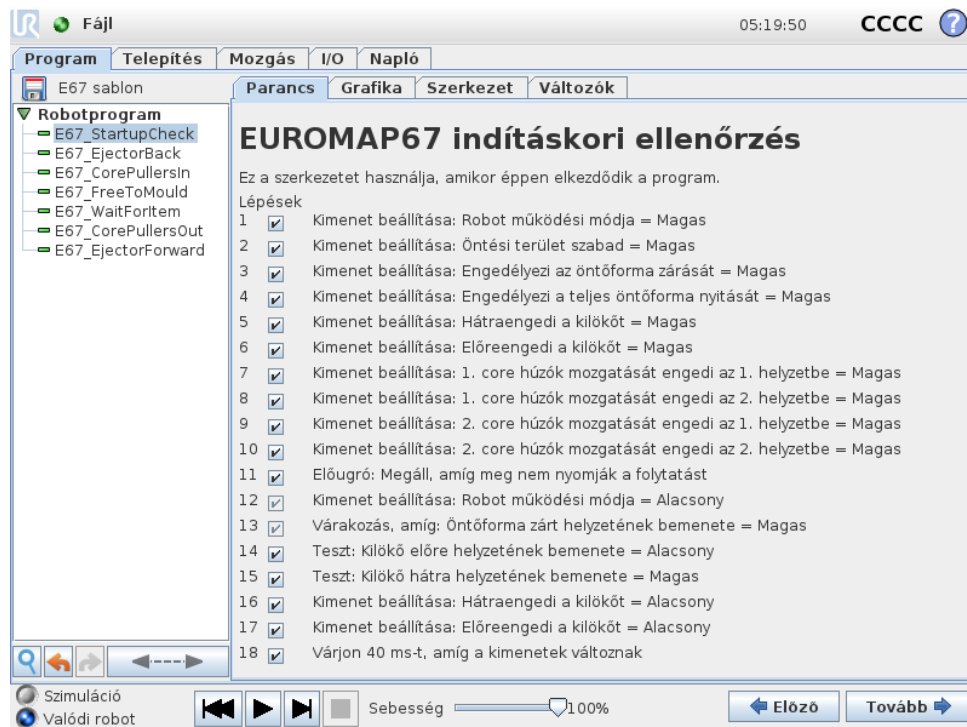 UR Fájl 05:19:50 CCCC ?
Program Telepítés Mozgás I/O Napló
E67 sablon
Parancs Grafika Szerkezet Változók
Robotprogram
E67_StartupCheck
E67_EjectorBack
E67_CorePullersIn
E67_FreeToMould
E67_WaitForItem
E67_CorePullersOut
E67_EjectorForward
EUROMAP67 indításkori ellenőrzés
Ez a szerkezetet használja, amikor éppen elkezdődik a program.
Lépések
1 Kimenet beállítása: Robot működési módja = Magas
2 Kimenet beállítása: Öntési terület szabad = Magas
3 Kimenet beállítása: Engedélyezi az öntőforma zárását = Magas
4 Kimenet beállítása: Engedélyezi a teljes öntőforma nyitását = Magas
5 Kimenet beállítása: Hátraengedi a kilökőt = Magas
6 Kimenet beállítása: Előreengedi a kilökőt = Magas
7 Kimenet beállítása: 1. core húzók mozgatását engedi az 1. helyzetbe = Magas
8 Kimenet beállítása: 1. core húzók mozgatását engedi az 2. helyzetbe = Magas
9 Kimenet beállítása: 2. core húzók mozgatását engedi az 1. helyzetbe = Magas
10 Kimenet beállítása: 2. core húzók mozgatását engedi az 2. helyzetbe = Magas
11 Előugró: Megáll, amíg meg nem nyomják a folytatást
12 Kimenet beállítása: Robot működési módja = Alacsony
13 Várakozás, amíg: Öntőforma zárt helyzetének bemenete = Magas
14 Teszt: Kilökő előre helyzetének bemenete = Alacsony
15 Teszt: Kilökő hátra helyzetének bemenete = Magas
16 Kimenet beállítása: Hátraengedi a kilökőt = Alacsony
17 Kimenet beállítása: Előreengedi a kilökőt = Alacsony
18 Várjon 40 ms-t, amíg a kimenetek változnak
Szimuláció
Valódi robot
Sebesség 100%
Előző Tovább